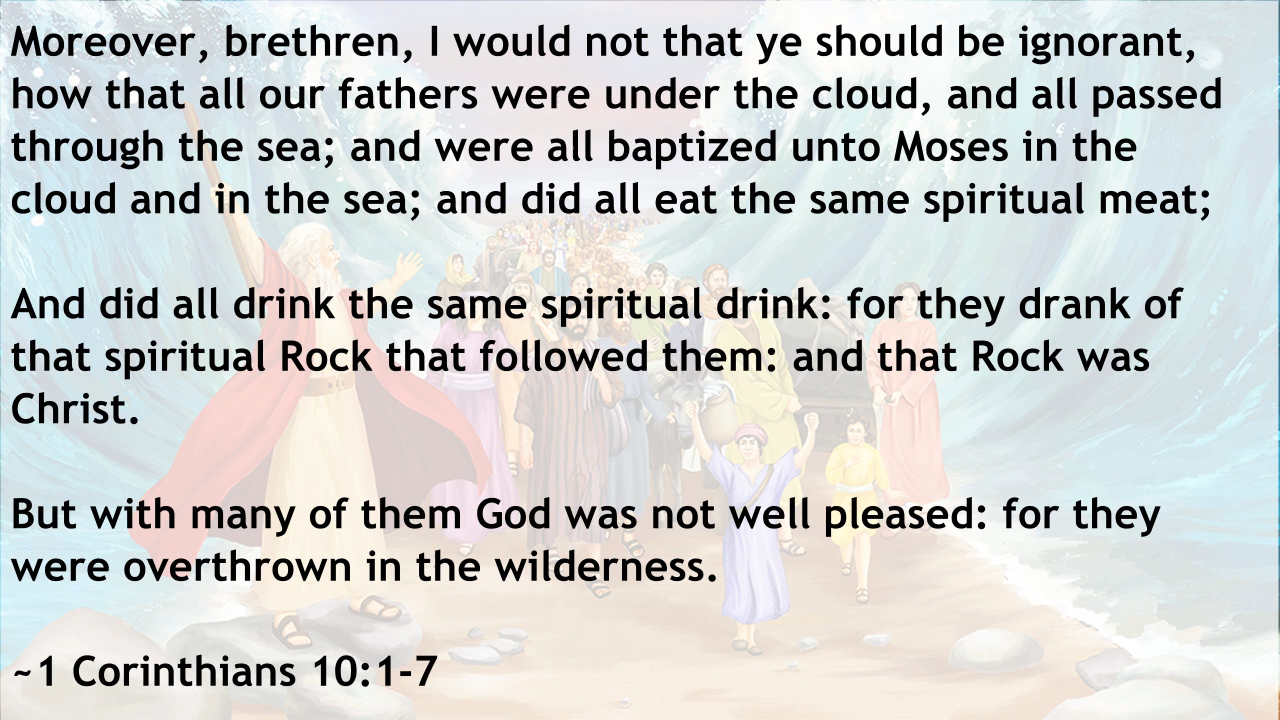 Moreover, brethren, I would not that ye should be ignorant,
how that all our fathers were under the cloud, and all passed
through the sea; and were all baptized unto Moses in the
cloud and in the sea; and did all eat the same spiritual meat;
And did all drink the same spiritual drink: for they drank of
that spiritual Rock that followed them: and that Rock was
Christ.
But with many of them God was not well pleased: for they
were overthrown in the wilderness.
~1 Corinthians 10:1-7